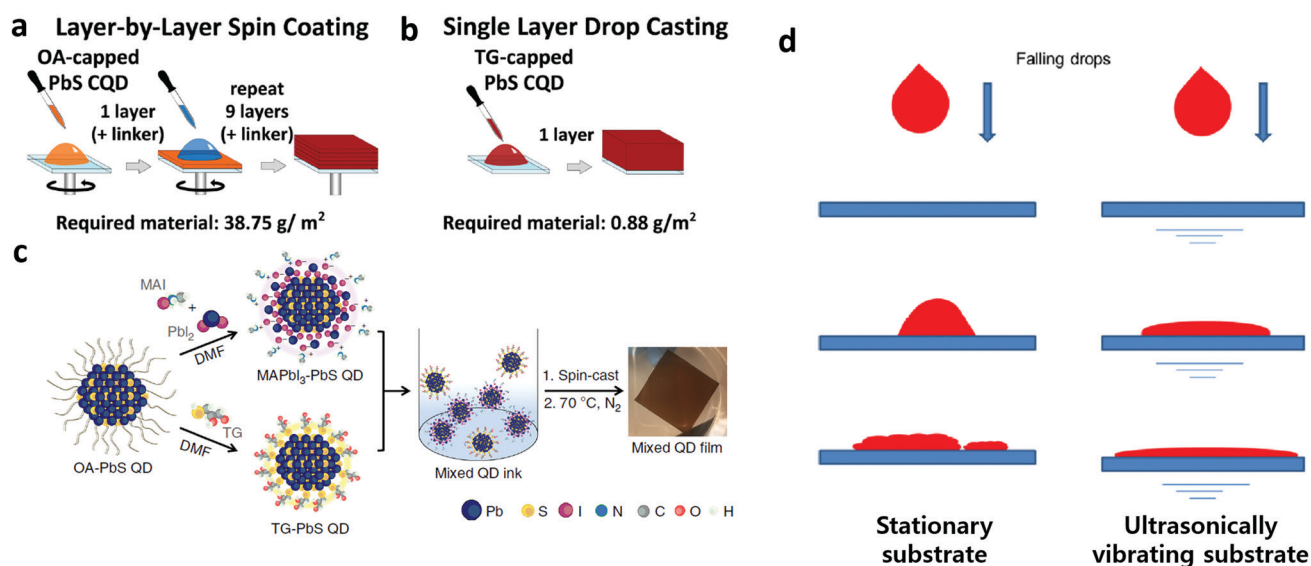 a
Layer-by-Layer Spin Coating
OA-capped
PbS CQD
1 layer
(+ linker)
repeat
9 layers
(+ linker)
Required material: 38.75 g/ m²
b
Single Layer Drop Casting
TG-capped
PbS CQD
1 layer
Required material: 0.88 g/m²
c
MAI
+
PbI₂
DMF
OA-PbS QD
TG
DMF
MAPbI₃-PbS QD
TG-PbS QD
Mixed QD ink
1. Spin-cast
2. 70 °C, N₂
Mixed QD film
Pb S I N C O H
d
Falling drops
Stationary
substrate
Ultrasonically
vibrating substrate